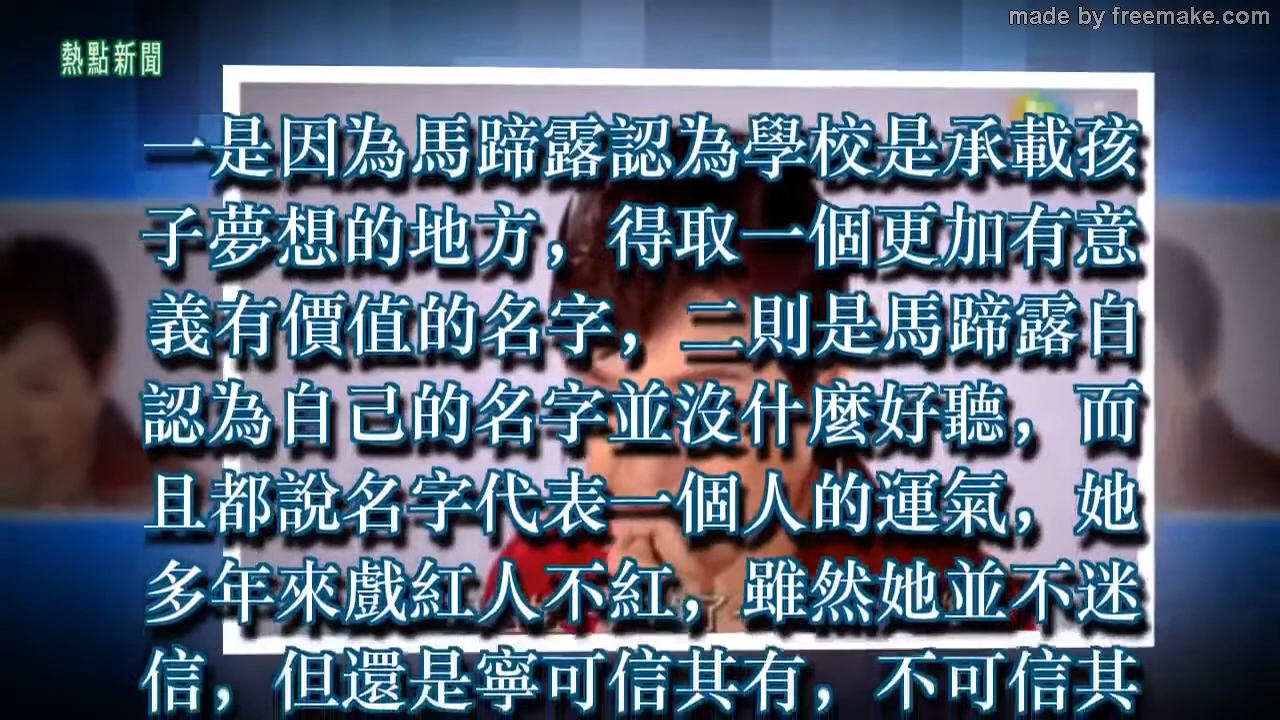 made by freemake.com
熱點新聞
一是因為馬蹄露認為學校是承載孩
子夢想的地方，得取一個更加有意
義有價值的名字，二則是馬蹄露自
認為自己的名字並沒什麼好聽，而
且都說名字代表一個人的運氣，她
多年來戲紅人不紅，雖然她並不迷
信，但還是寧可信其有，不可信其